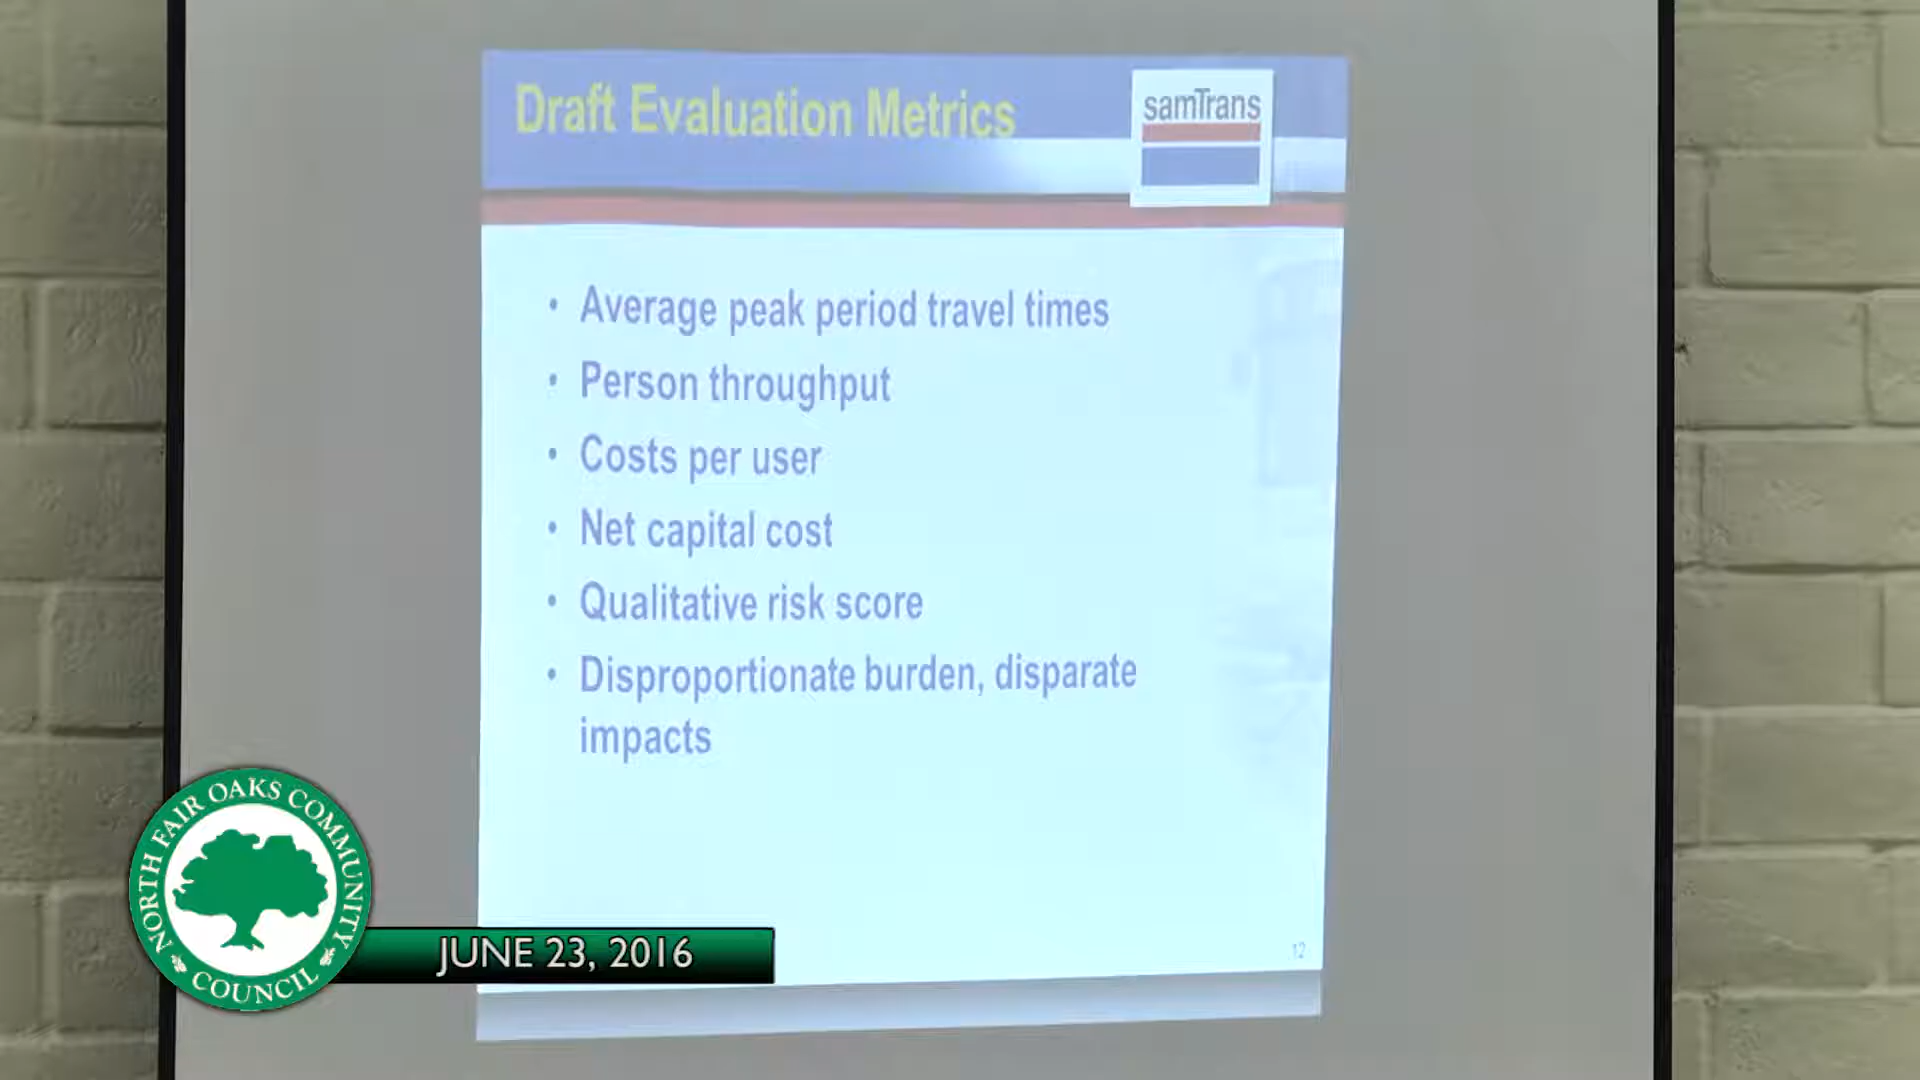 Draft Evaluation Metrics
samTrans
• Average peak period travel times
• Person throughput
• Costs per user
• Net capital cost
• Qualitative risk score
• Disproportionate burden, disparate
impacts
12
NORTH FAIR OAKS COMMUNITY
COUNCIL
JUNE 23, 2016